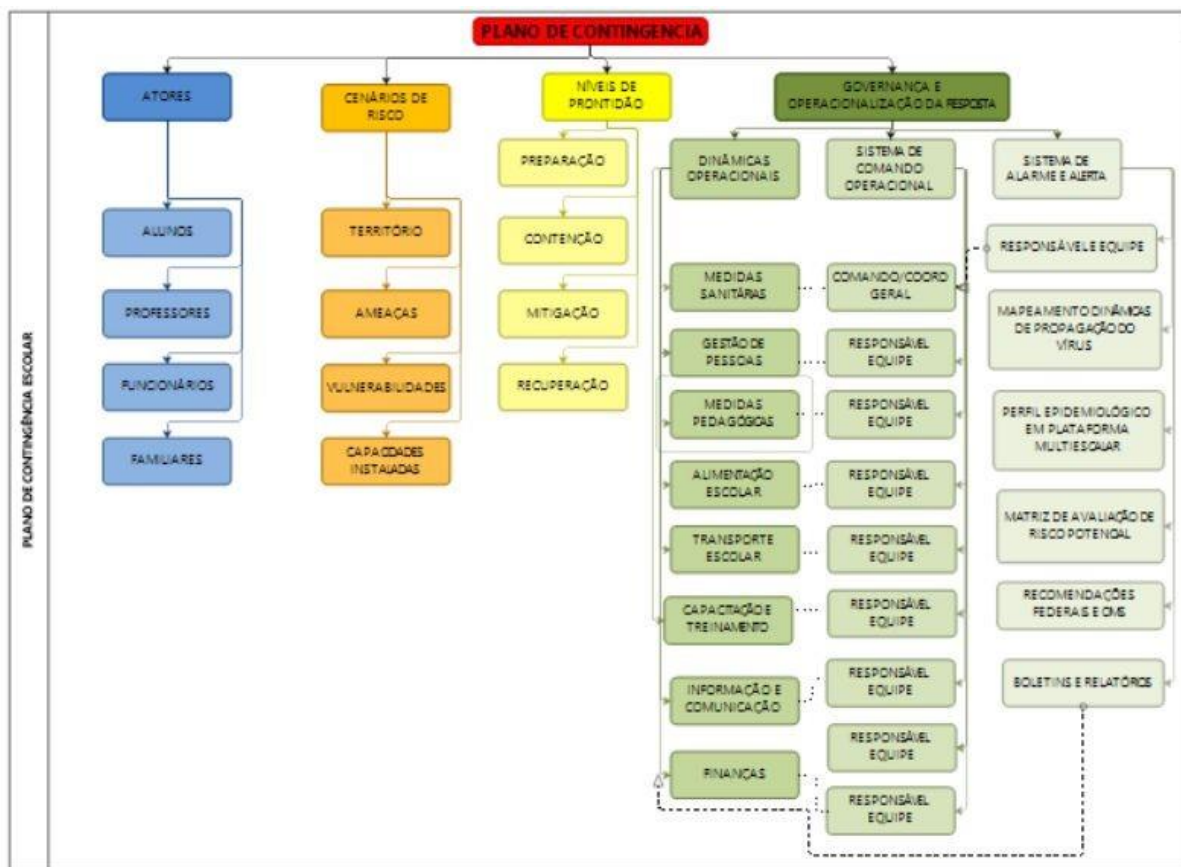 PLANO DE CONTINGENCIA
PLANO DE CONTINGÊNCIA ESCOLAR
ATORES
ALUNOS
PROFESSORES
FUNCIONÁRIOS
FAMILIARES
CENÁRIOS DE
RISCO
TERRITÓRIO
AMEAÇAS
VULNERABILIDADES
CAPACIDADES
INSTALADAS
NÍVEIS DE
PRONTIDÃO
PREPARAÇÃO
CONTENÇÃO
MITIGAÇÃO
RECUPERAÇÃO
GOVERNANÇA E
OPERACIONALIZAÇÃO DA RESPOSTA
DINÂMICAS
OPERACIONAIS
MEDIDAS
SANITÁRIAS
GESTÃO DE
PESSOAS
MEDIDAS
PEDAGÓGICAS
ALIMENTAÇÃO
ESCOLAR
TRANSPORTE
ESCOLAR
CAPACITAÇÃO E
TREINAMENTO
INFORMAÇÃO E
COMUNICAÇÃO
FINANÇAS
SISTEMA DE
COMANDO
OPERACIONAL
COMANDO/COORD
GERAL
RESPONSÁVEL
EQUIPE
RESPONSÁVEL
EQUIPE
RESPONSÁVEL
EQUIPE
RESPONSÁVEL
EQUIPE
RESPONSÁVEL
EQUIPE
RESPONSÁVEL
EQUIPE
RESPONSÁVEL
EQUIPE
RESPONSÁVEL
EQUIPE
SISTEMA DE
ALARME E ALERTA
RESPONSÁVEL E EQUIPE
MAPEAMENTO DINÂMICAS
DE PROPAGAÇÃO DO
VÍRUS
PERFIL EPIDEMIOLÓGICO
EM PLATAFORMA
MULTIESCALAR
MATRIZ DE AVALIAÇÃO DE
RISCO POTENCIAL
RECOMENDAÇÕES
FEDERAIS E OMS
BOLETINS E RELATÓRIOS